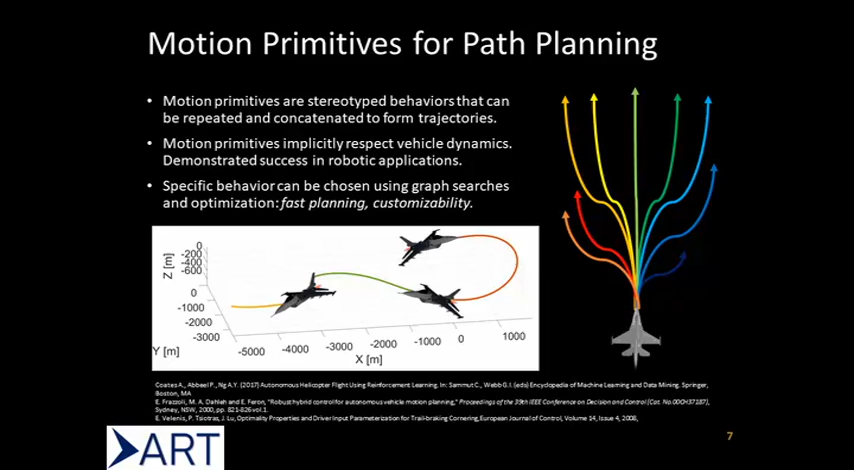 Motion Primitives for Path Planning
• Motion primitives are stereotyped behaviors that can
be repeated and concatenated to form trajectories.
• Motion primitives implicitly respect vehicle dynamics.
Demonstrated success in robotic applications.
• Specific behavior can be chosen using graph searches
and optimization: fast planning, customizability.
Z [m]
0
-200
-400
-600
0
-1000
-2000
-3000
Y [m]
-5000 -4000 -3000 -2000 -1000 0 1000
X [m]
Coates A., Abbeel P., Ng A.Y. (2017) Autonomous Helicopter Flight Using Reinforcement Learning. In: Sammut C., Webb G.I. (eds) Encyclopedia of Machine Learning and Data Mining. Springer,
Boston, MA
E. Frazzoli, M. A. Dahleh and E. Feron, "Robust hybrid control for autonomous vehicle motion planning," Proceedings of the 39th IEEE Conference on Decision and Control (Cat. No.00CH37187),
Sydney, NSW, 2000, pp. 821-826 vol.1.
E. Velenis, P. Tsiotras, J. Lu, Optimality Properties and Driver Input Parameterization for Trail-braking Cornering, European Journal of Control, Volume 14, Issue 4, 2008,
ART
7